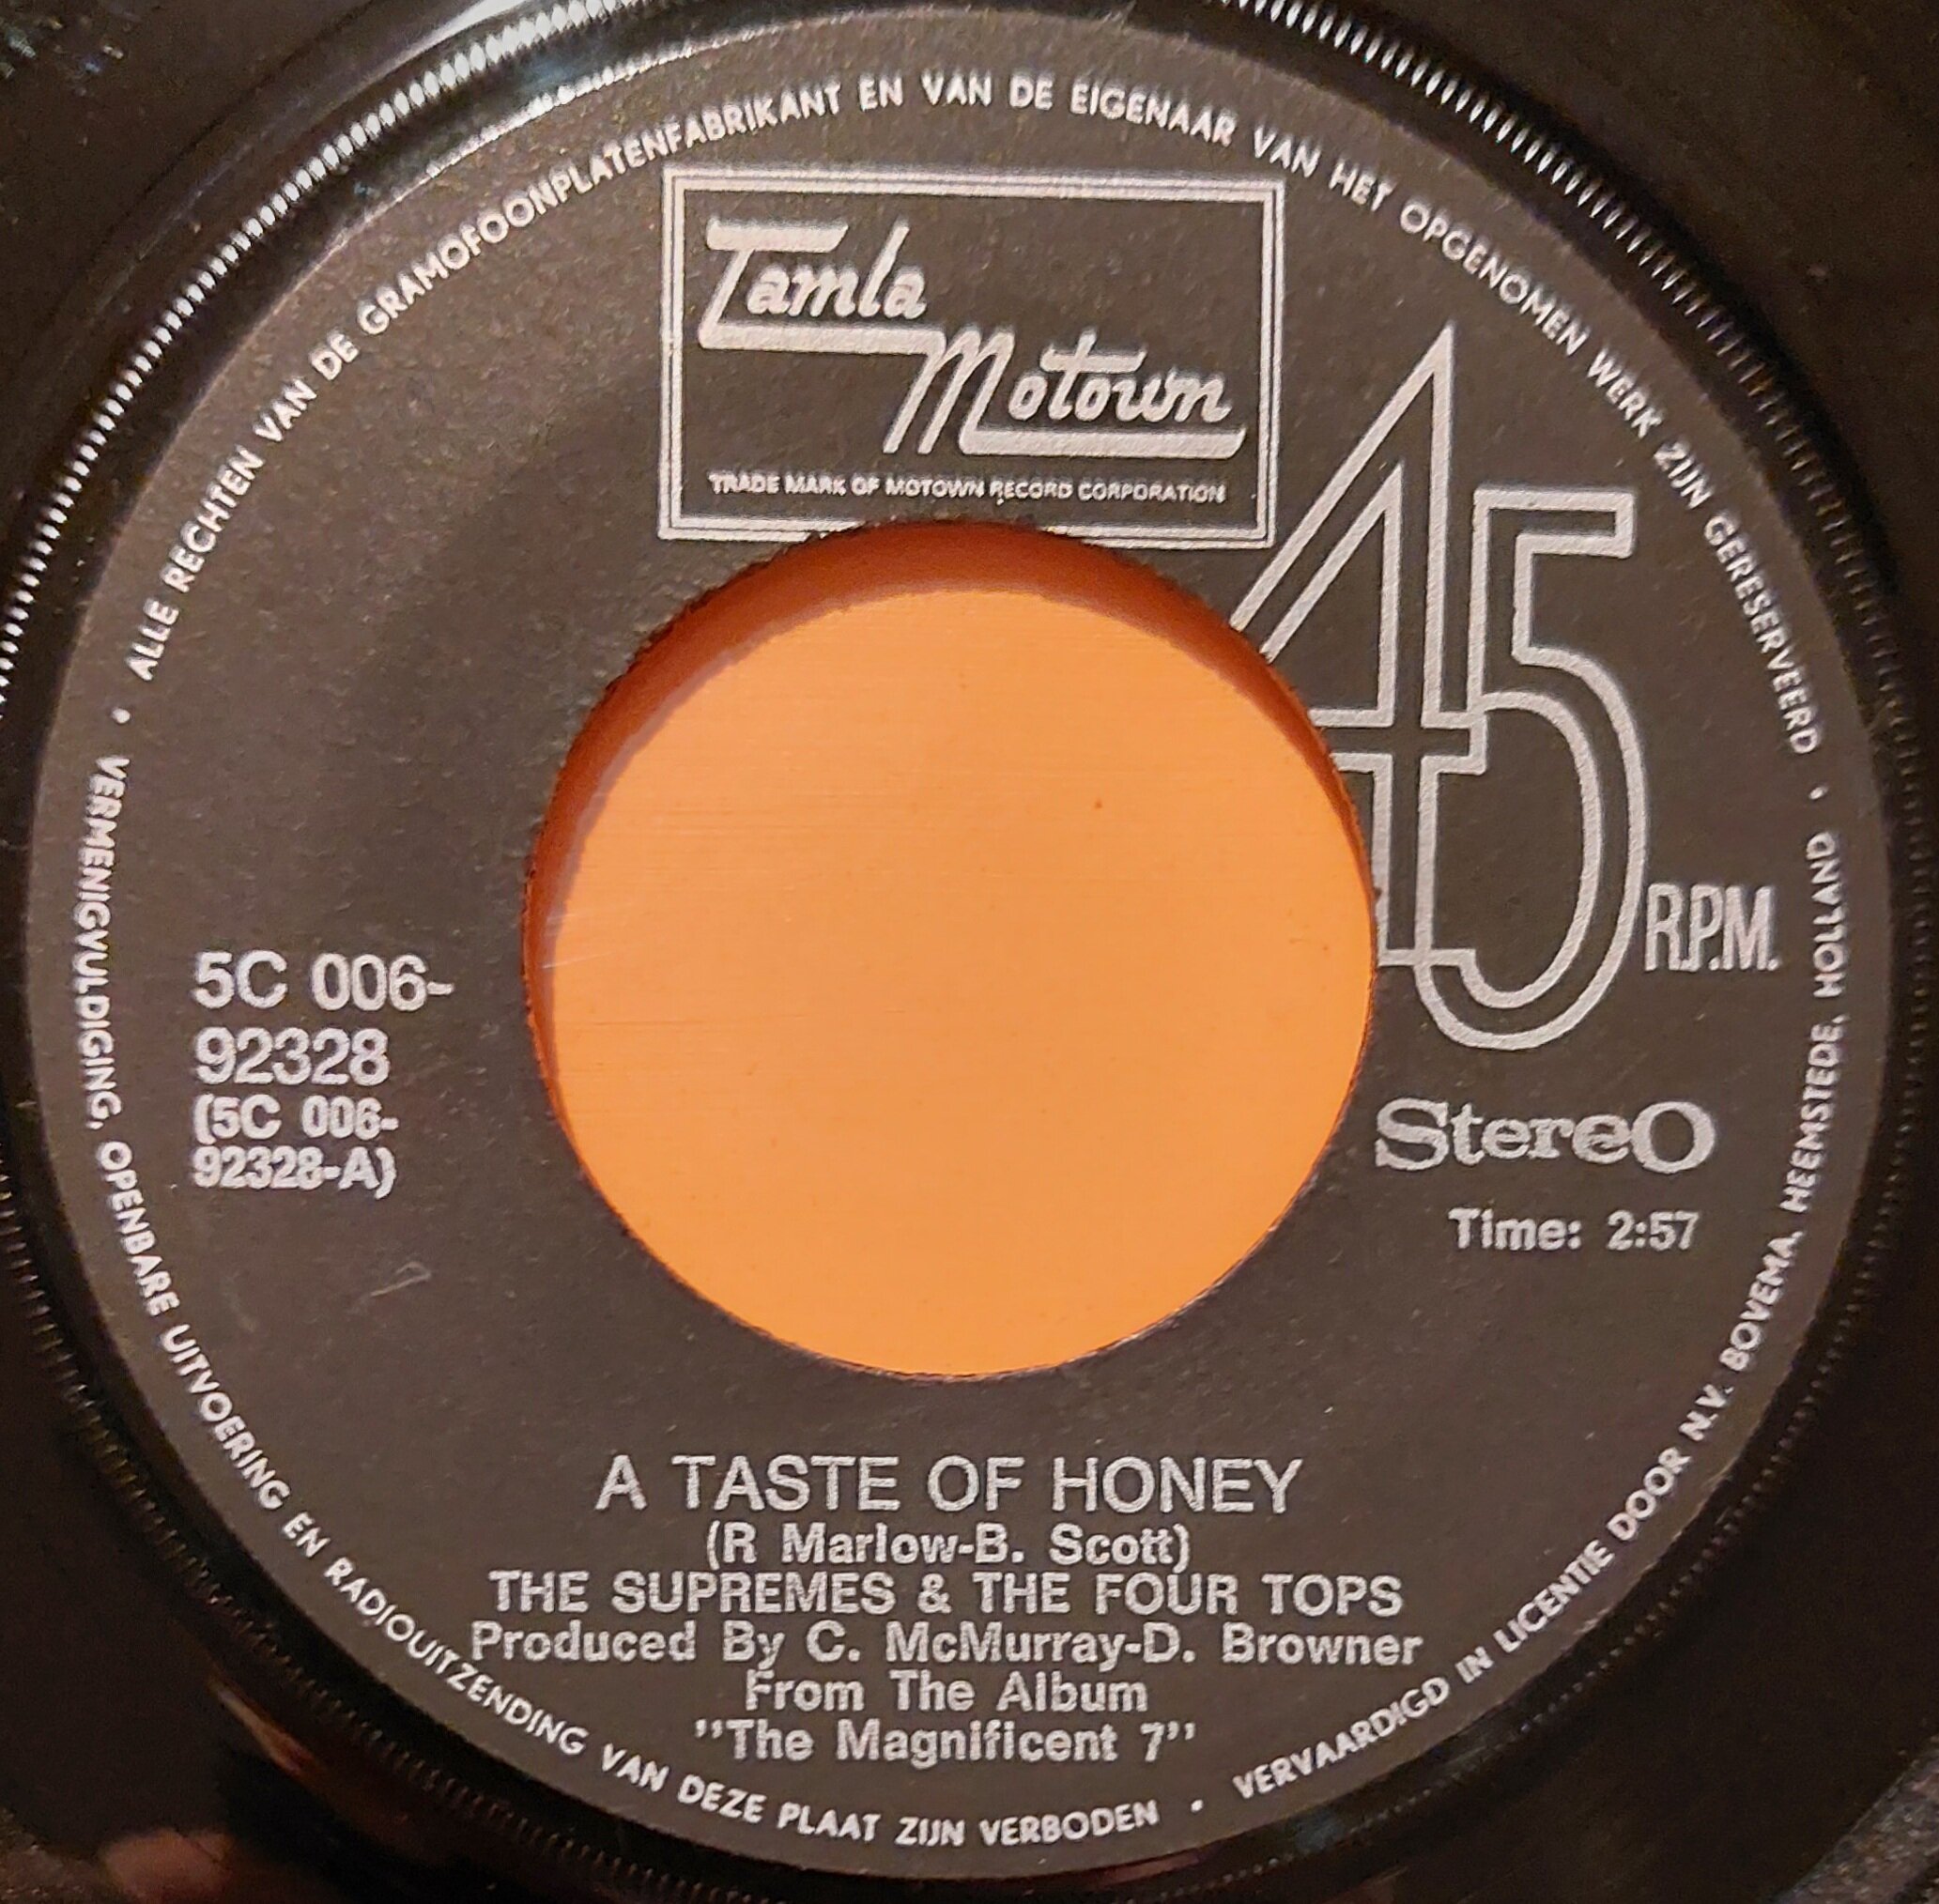 ALLE RECHTEN VAN DE GRAMOFOONPLATENFABRIKANT EN VAN DE EIGENAAR VAN HET OPGENOMEN WERK ZIJN GERESERVEERD •
Tamla
Motown
TRADE MARK OF MOTOWN RECORD CORPORATION
45
R.P.M.
5C 006-
92328
(5C 006-
92328-A)
Stereo
Time: 2:57
A TASTE OF HONEY
(R Marlow-B. Scott)
THE SUPREMES & THE FOUR TOPS
Produced By C. McMurray-D. Browner
From The Album
"The Magnificent 7"
• VERMENIGVULDIGING, OPENBARE UITVOERING EN RADIOUITZENDING VAN DEZE PLAAT ZIJN VERBODEN •
VERVAARDIGD IN LICENTIE DOOR N.V. BOVEMA, HEEMSTEDE, HOLLAND